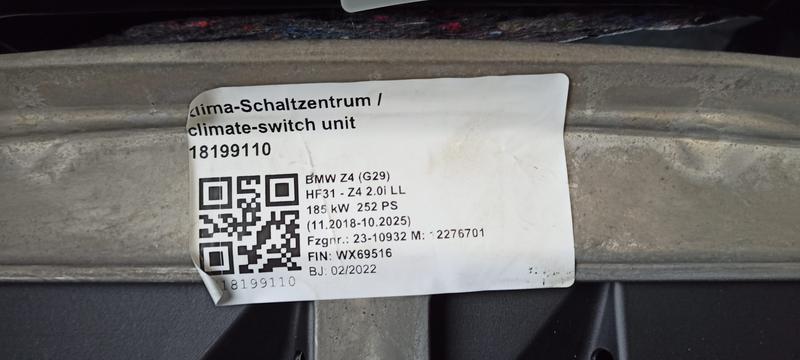 klima-Schaltzentrum /
climate-switch unit
18199110
BMW Z4 (G29)
HF31 - Z4 2.0i LL
185 kW 252 PS
(11.2018-10.2025)
Fzgnr.: 23-10932 M: 2276701
FIN: WX69516
BJ: 02/2022
18199110